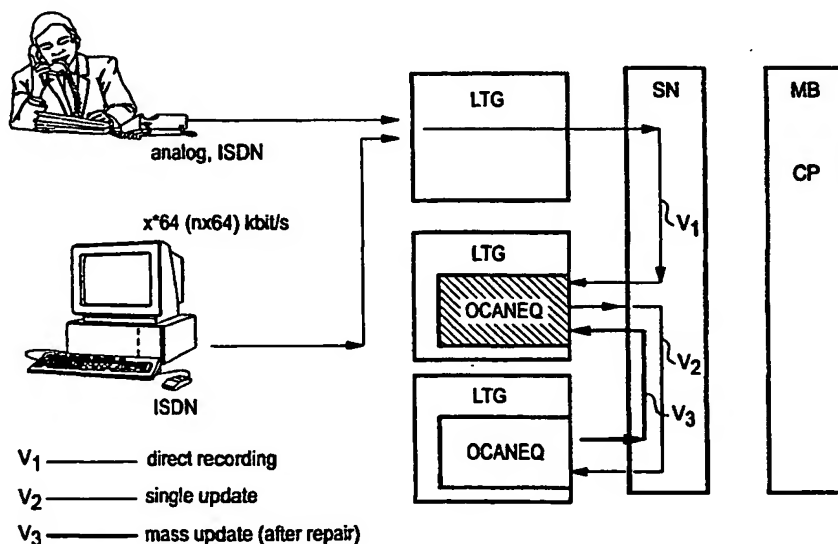 analog, ISDN
x*64 (nx64) kbit/s
ISDN
LTG
SN
MB
CP
V1
LTG
OCANEQ
V2
LTG
V3
OCANEQ
V1 direct recording
V2 single update
V3 mass update (after repair)